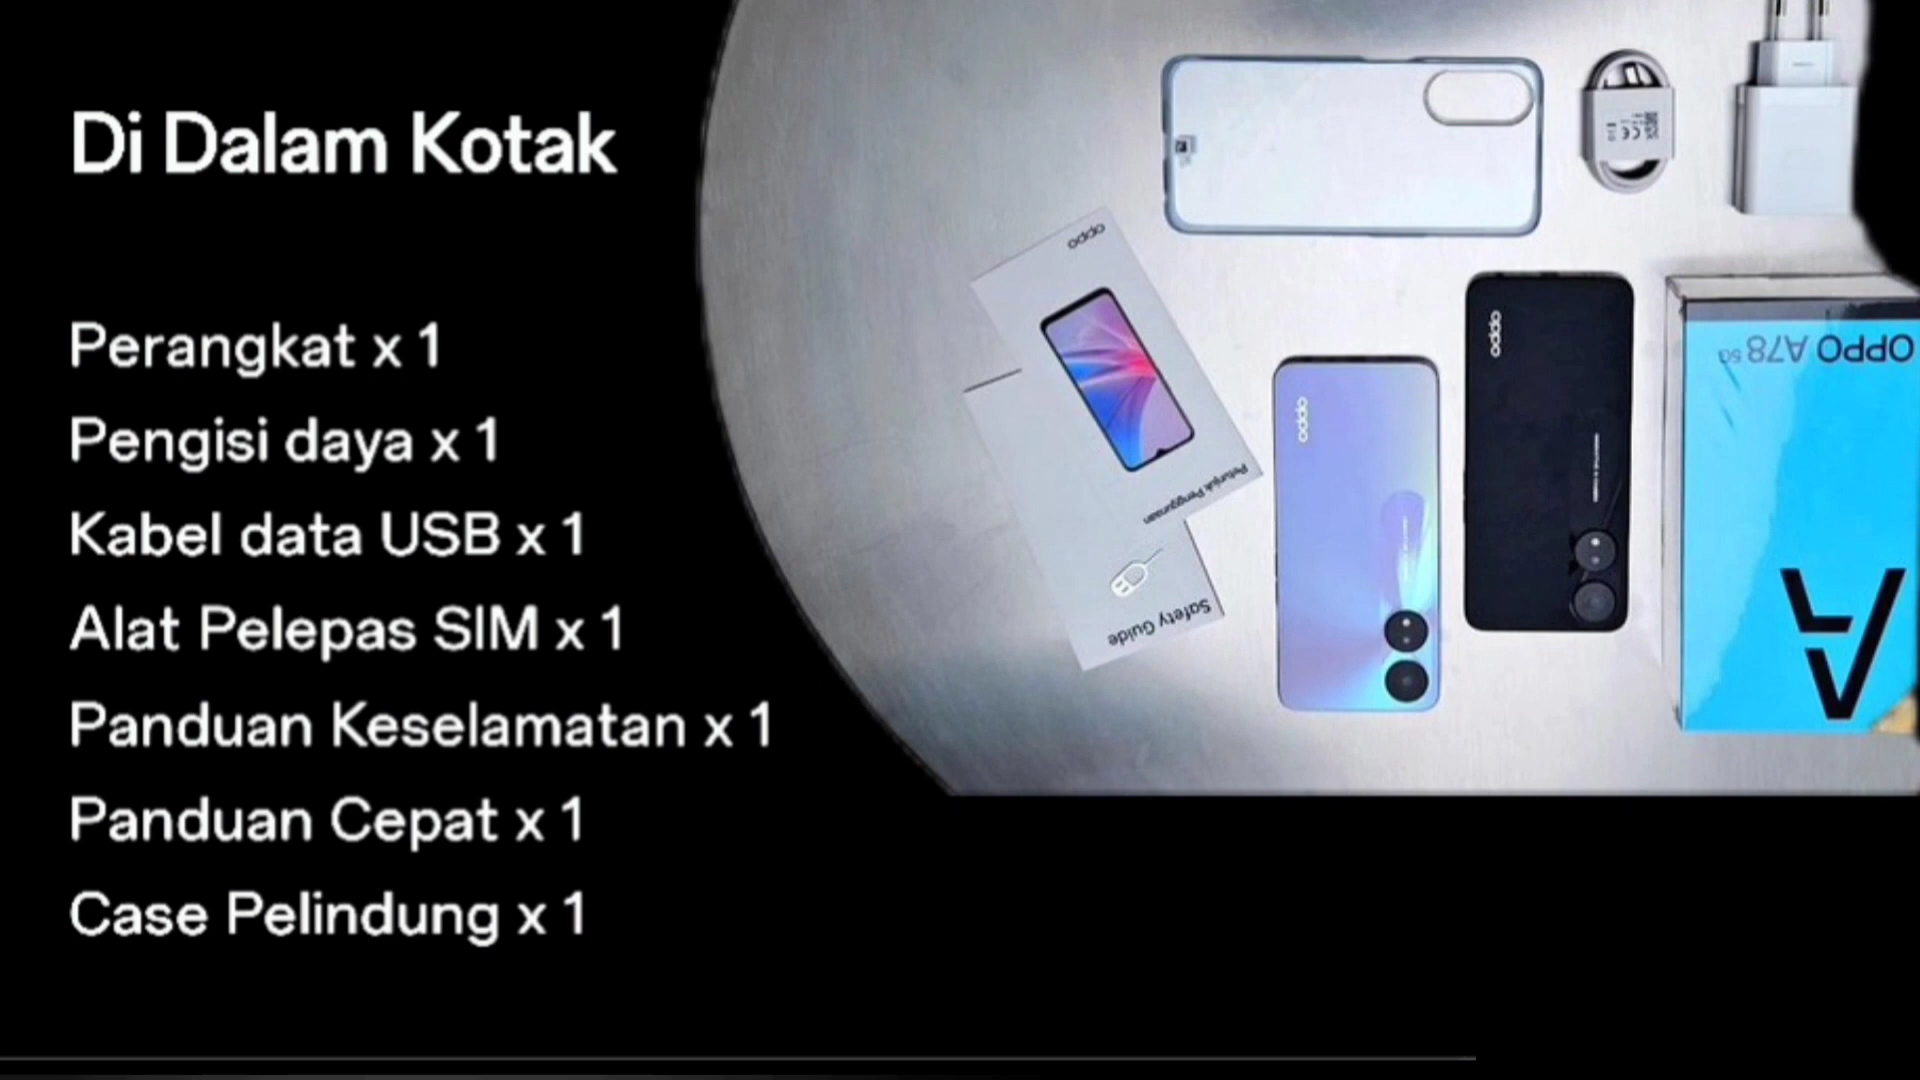 Di Dalam Kotak
Perangkat x 1
Pengisi daya x 1
Kabel data USB x 1
Alat Pelepas SIM x 1
Panduan Keselamatan x 1
Panduan Cepat x 1
Case Pelindung x 1
oppo
Petunjuk Penggunaan
Safety Guide
oppo
oppo
OPPO A78 5G